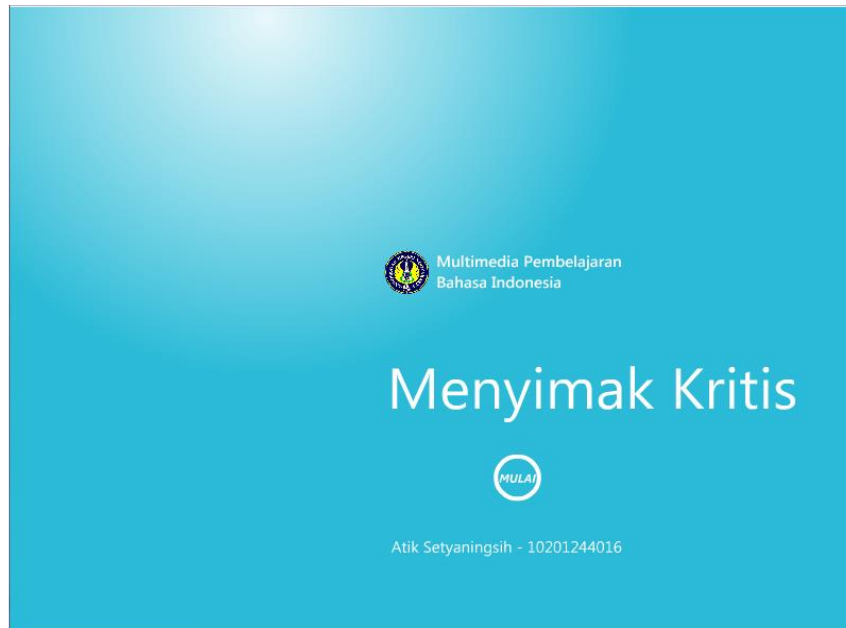 Multimedia Pembelajaran
Bahasa Indonesia
Menyimak Kritis
MULAI
Atik Setyaningsih - 10201244016